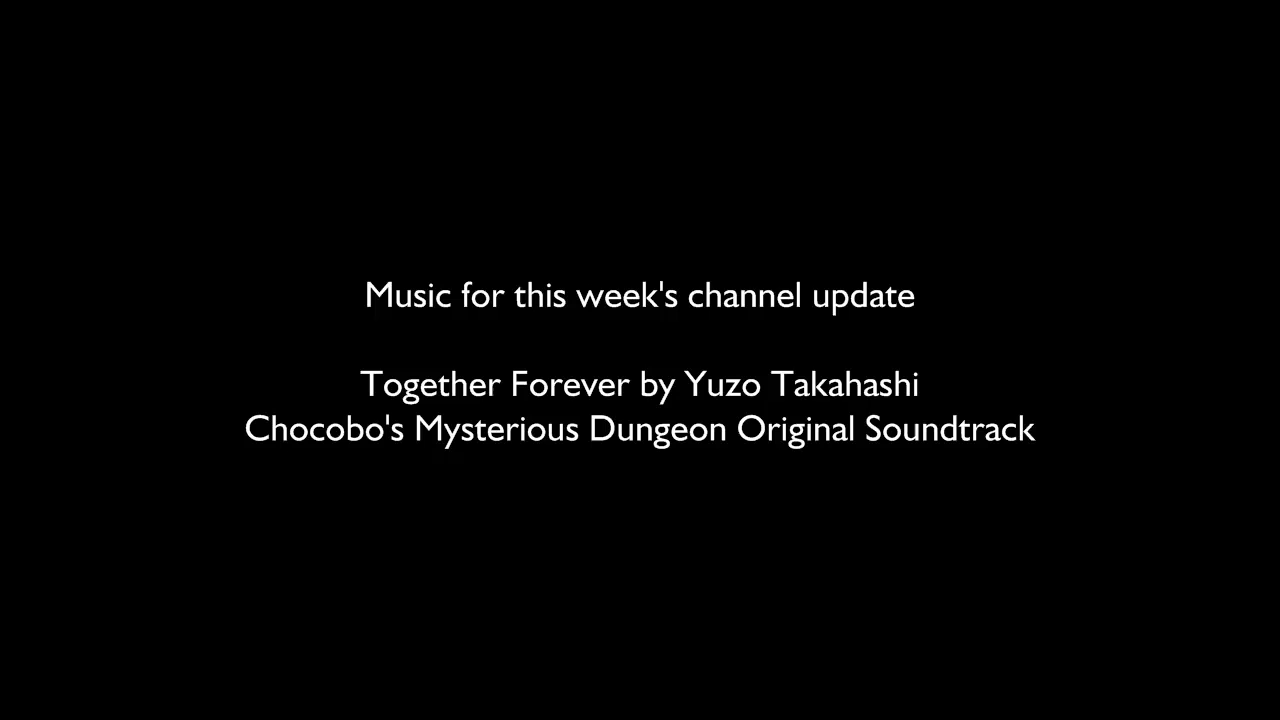 Music for this week's channel update
Together Forever by Yuzo Takahashi
Chocobo's Mysterious Dungeon Original Soundtrack